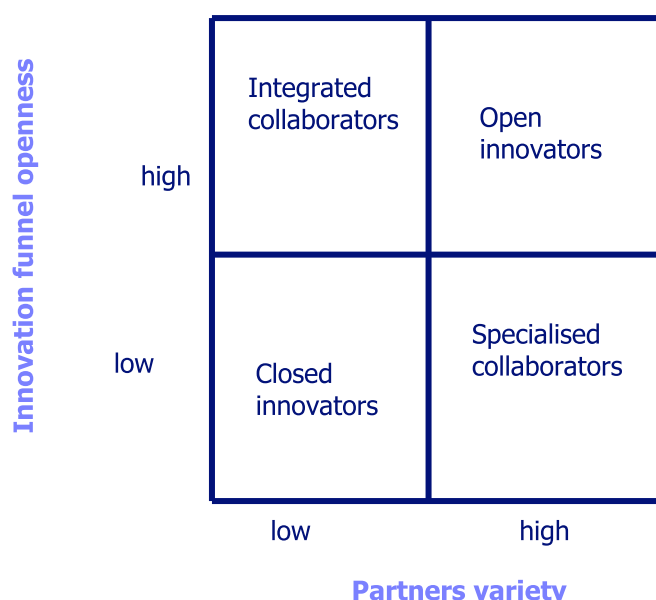 Innovation funnel openness
Integrated
collaborators
Open
innovators
high
Specialised
collaborators
low
Closed
innovators
low
high
Partners variety